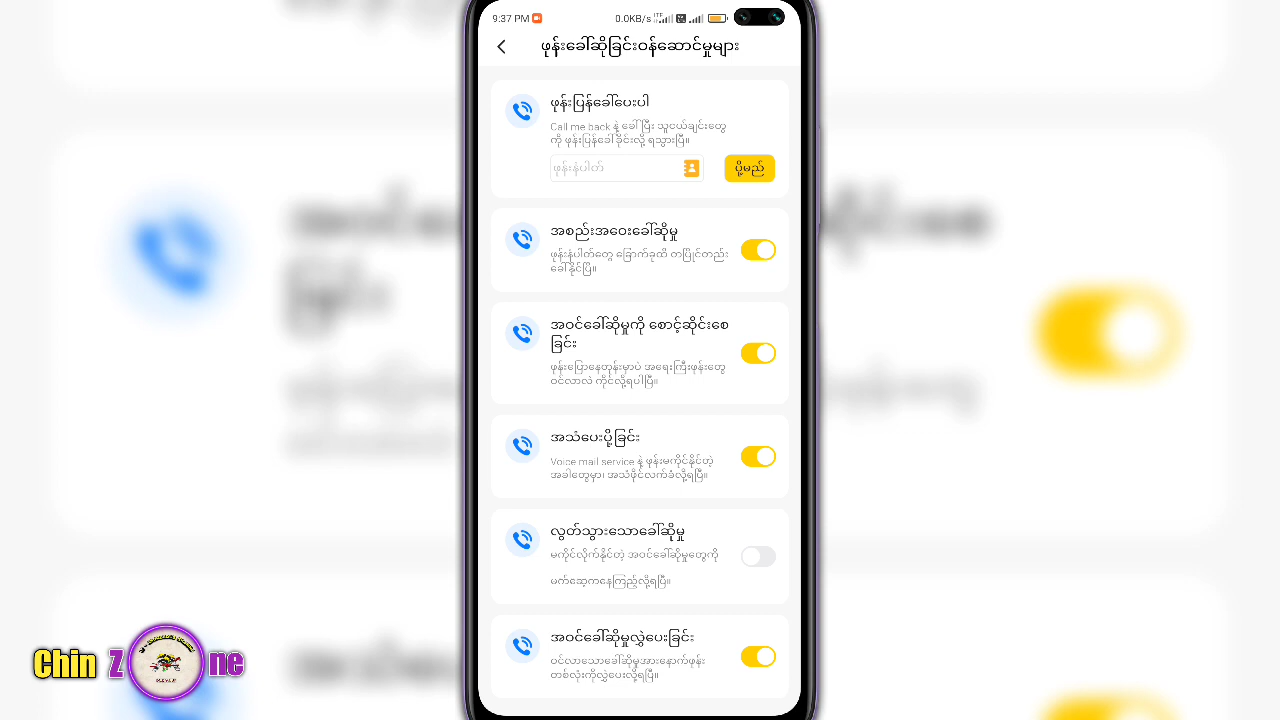 9:37 PM
0.0KB/s
ဖုန်းခေါ်ဆိုခြင်းဝန်ဆောင်မှုများ
ဖုန်းပြန်ခေါ်ပေးပါ
Call me back နဲ့ ခေါ် ပြီး သူငယ်ချင်းတွေ
ကို ဖုန်းပြန်ခေါ် ခိုင်းလို့ ရသွားပြီ။
ဖုန်းနံပါတ်
ပို့မည်
အစည်းအဝေးခေါ်ဆိုမှု
ဖုန်းနံပါတ်တွေ ခြောက်ခုထိ တပြိုင်တည်း
ခေါ်နိုင်ပြီ။
အဝင်ခေါ်ဆိုမှုကို စောင့်ဆိုင်းစေ
ခြင်း
ဖုန်းပြောနေတုန်းမှာပဲ အရေးကြီးဖုန်းတွေ
ဝင်လာလဲ ကိုင်လို့ရပါပြီ။
အသံပေးပို့ခြင်း
Voice mail service နဲ့ ဖုန်းမကိုင်နိုင်တဲ့
အခါတွေမှာ၊ အသံဖိုင်လက်ခံလို့ရပြီ။
လွတ်သွားသောခေါ်ဆိုမှု
မကိုင်လိုက်နိုင်တဲ့ အဝင်ခေါ်ဆိုမှုတွေကို
မက်ဆေ့ကနေကြည့်လို့ရပြီ။
အဝင်ခေါ်ဆိုမှုလွှဲပေးခြင်း
ဝင်လာသောခေါ်ဆိုမှုအားနောက်ဖုန်း
တစ်လုံးကိုလွှဲပေးလို့ရပြီ။
Chin Z ne